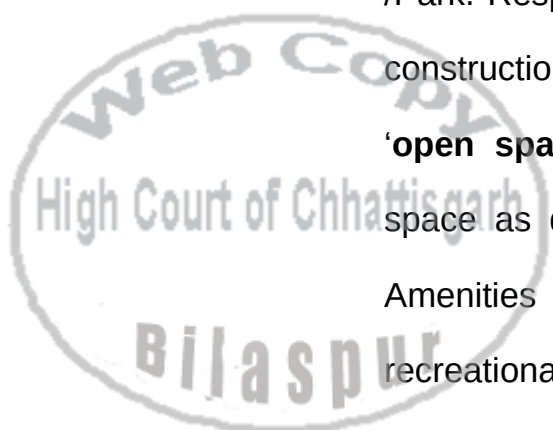 /Park. Resp
Web Copy
constructio
'open spa
High Court of Chhattisgarh
space as d
Amenities
Bilaspur
recreationa